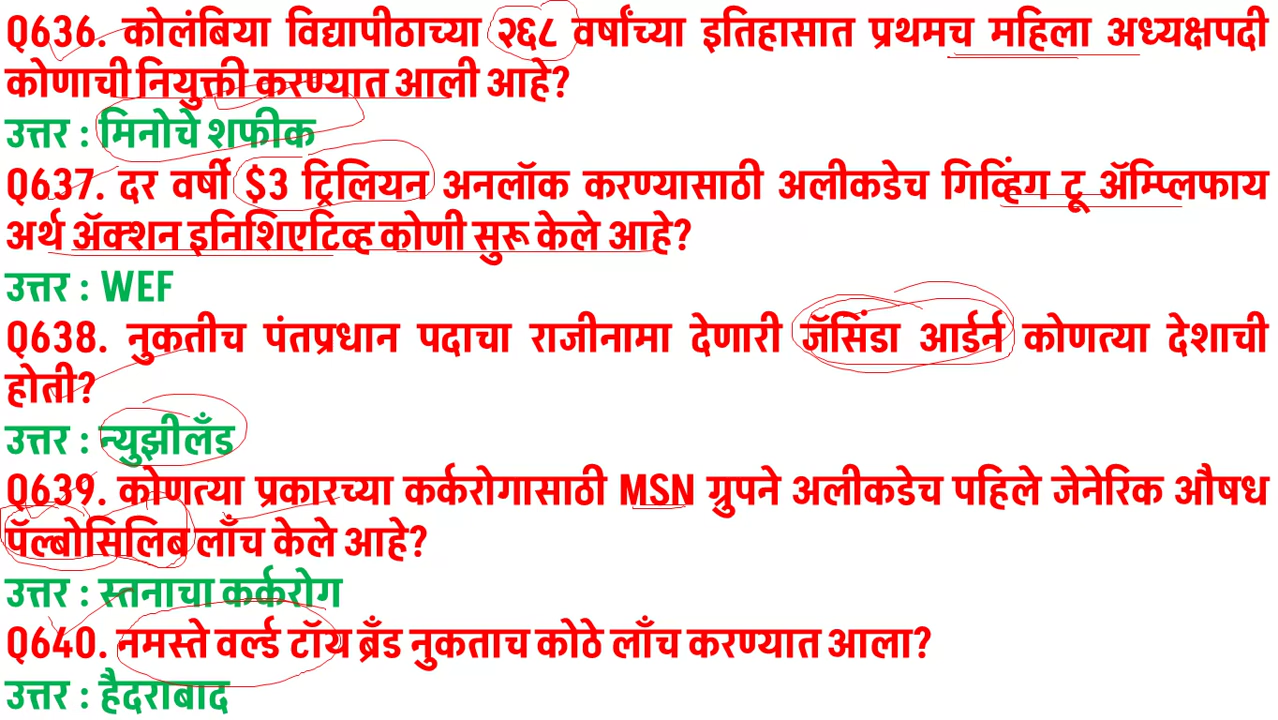 Q636. कोलंबिया विद्यापीठाच्या २६८ वर्षांच्या इतिहासात प्रथमच महिला अध्यक्षपदी
कोणाची नियुक्ती करण्यात आली आहे?
उत्तर : मिनोचे शफीक
Q637. दर वर्षी $3 ट्रिलियन अनलॉक करण्यासाठी अलीकडेच गिव्हिंग टू ॲम्प्लिफाय
अर्थ ॲक्शन इनिशिएटिव्ह कोणी सुरू केले आहे?
उत्तर : WEF
Q638. नुकतीच पंतप्रधान पदाचा राजीनामा देणारी जॅसिंडा आर्डर्न कोणत्या देशाची
होती?
उत्तर : न्युझीलँड
Q639. कोणत्या प्रकारच्या कर्करोगासाठी MSN ग्रुपने अलीकडेच पहिले जेनेरिक औषध
पॅल्बोसिलिब लाँच केले आहे?
उत्तर : स्तनाचा कर्करोग
Q640. नमस्ते वर्ल्ड टॉय ब्रँड नुकताच कोठे लाँच करण्यात आला?
उत्तर : हैदराबाद